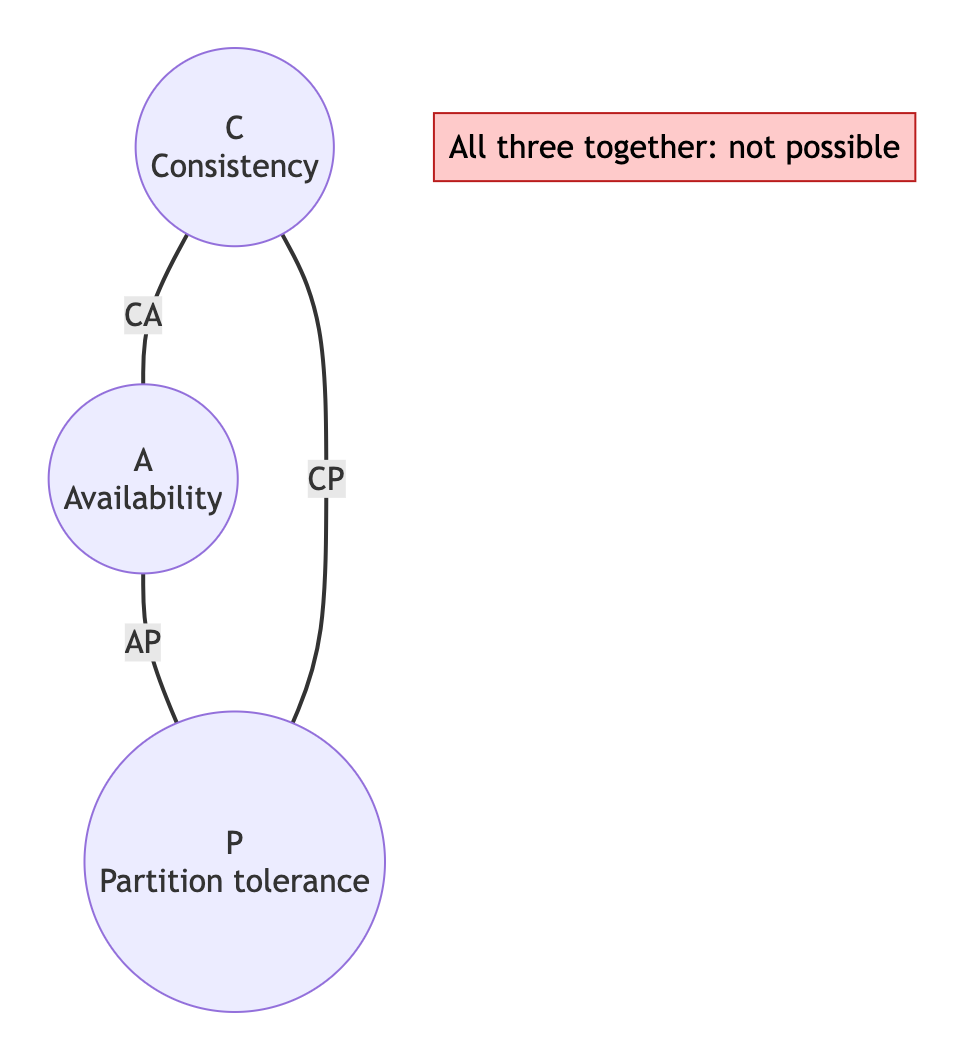 C
Consistency
All three together: not possible
CA
A
Availability
CP
AP
P
Partition tolerance